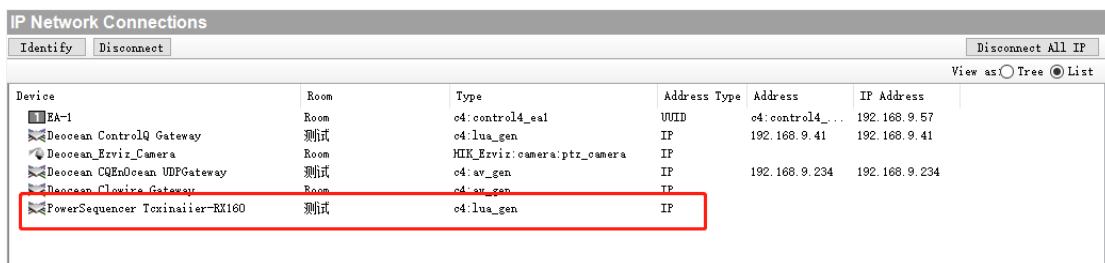 IP Network Connections
Identify Disconnect Disconnect All IP
View as: Tree List
Device Room Type Address Type Address IP Address
1 EA-1 Room c4:control4_ea1 UUID c4:control4_... 192.168.9.57
Deocean ControlQ Gateway 测试 c4:lua_gen IP 192.168.9.41 192.168.9.41
Deocean_Ezviz_Camera Room HIK_Ezviz:camera:ptz_camera IP
Deocean CQEnOcean UDPGateway 测试 c4:av_gen IP 192.168.9.234 192.168.9.234
Deocean Clowire Gateway Room c4:av_gen IP
PowerSequencer Tcxinaiier-RX160 测试 c4:lua_gen IP